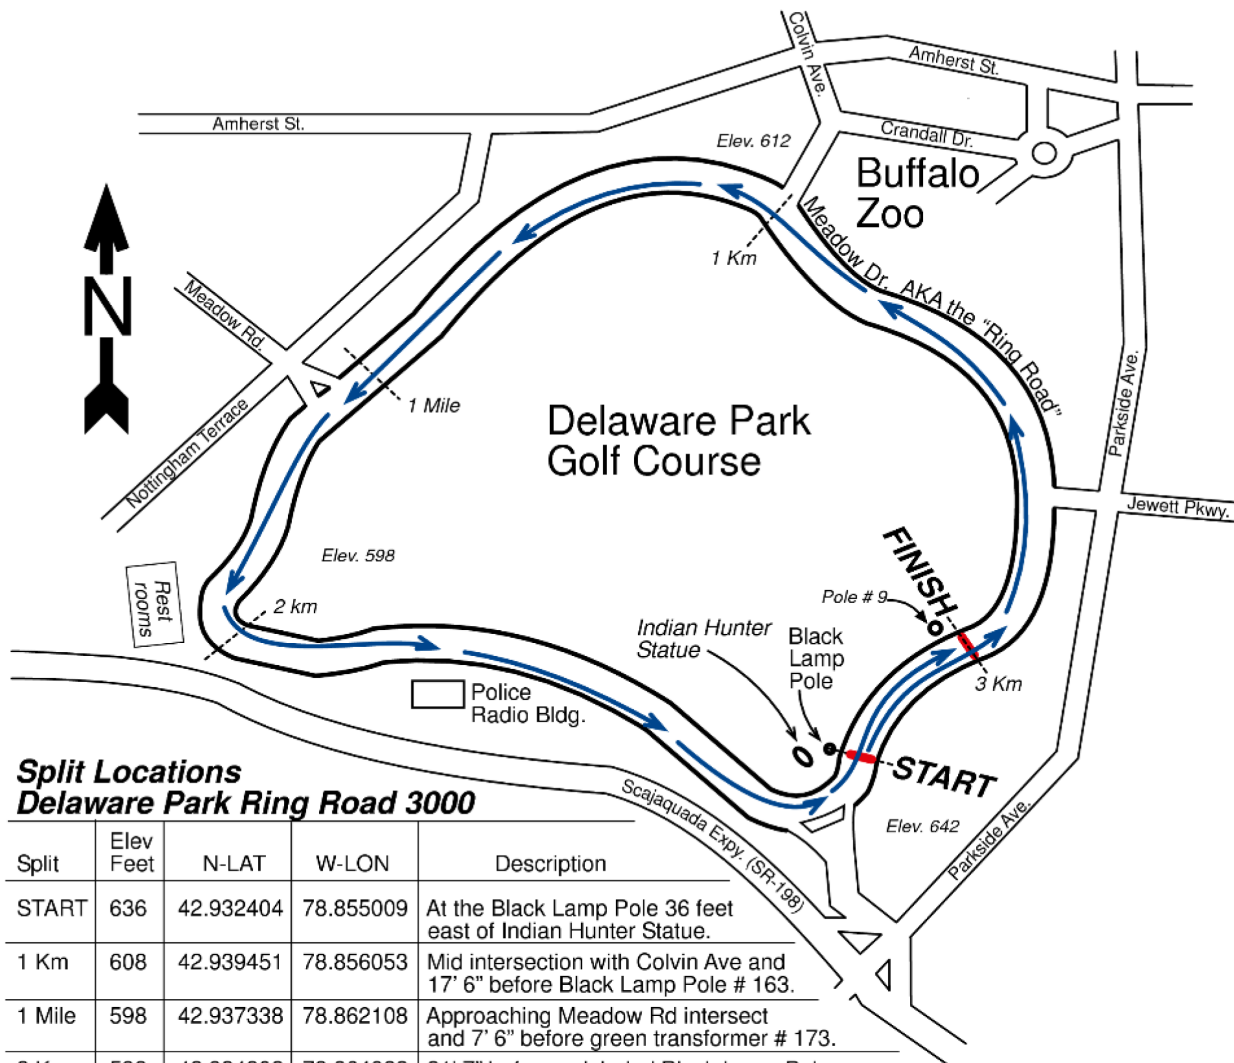 Colvin Ave.
Amherst St.
Amherst St.
Crandall Dr.
Elev. 612
Buffalo
Zoo
1 Km
Meadow Dr. AKA the "Ring Road"
N
Meadow Rd.
Parkside Ave.
1 Mile
Delaware Park
Golf Course
Nottingham Terrace
Jewett Pkwy.
Elev. 598
FINISH
Rest
rooms
Pole # 9
2 km
Indian Hunter
Statue
Black
Lamp
Pole
3 Km
Police
Radio Bldg.
START
Scajaquada Expy. (SR-198)
Elev. 642
Parkside Ave.
Split Locations
Delaware Park Ring Road 3000
Split Elev Feet N-LAT W-LON Description
START 636 42.932404 78.855009 At the Black Lamp Pole 36 feet
east of Indian Hunter Statue.
1 Km 608 42.939451 78.856053 Mid intersection with Colvin Ave and
17' 6" before Black Lamp Pole # 163.
1 Mile 598 42.937338 78.862108 Approaching Meadow Rd intersect
and 7' 6" before green transformer # 173.